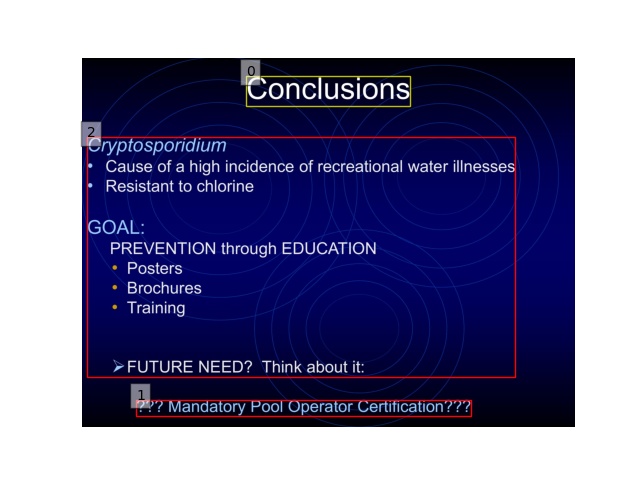 0
Conclusions
2
Cryptosporidium
• Cause of a high incidence of recreational water illnesses
• Resistant to chlorine
GOAL:
PREVENTION through EDUCATION
• Posters
• Brochures
• Training
➢FUTURE NEED? Think about it:
1
??? Mandatory Pool Operator Certification???